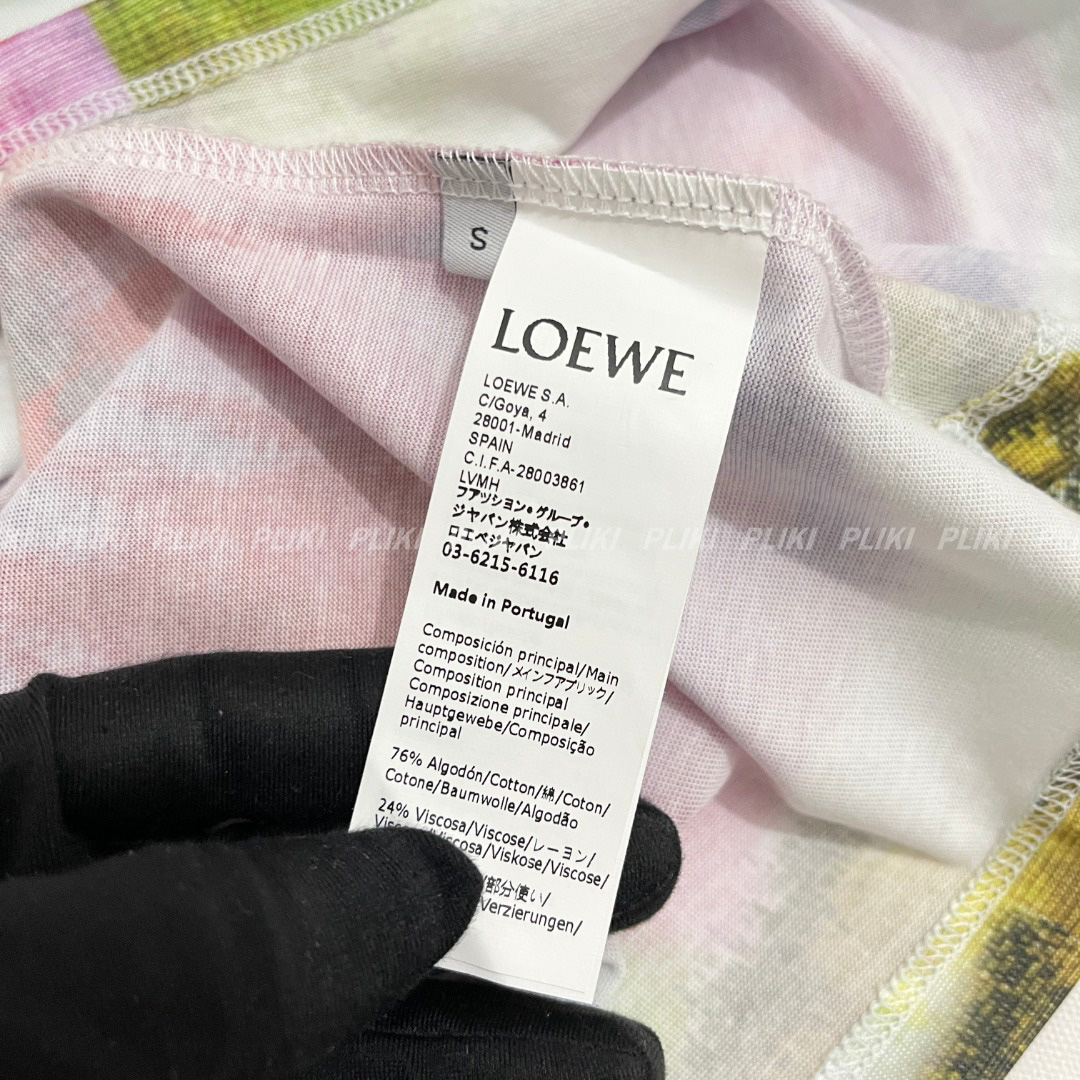 S
LOEWE
LOEWE S.A.
C/Goya, 4
28001-Madrid
SPAIN
C.I.F.A-28003861
LVMH
ファッション・グループ・
ジャパン株式会社
ロエベジャパン
03-6215-6116
Made in Portugal
Composición principal/Main
composition/メインファブリック/
Composition principal
Composizione principale/
Hauptgewebe/Composição
principal
76% Algodón/Cotton/綿/Coton/
Cotone/Baumwolle/Algodão
24% Viscosa/Viscose/レーヨン/
Viscosa/Viskose/Viscose/
/部分使い/
Verzierungen/
PLIKI PLIKI PLIKI PLIKI PLIKI PLIKI